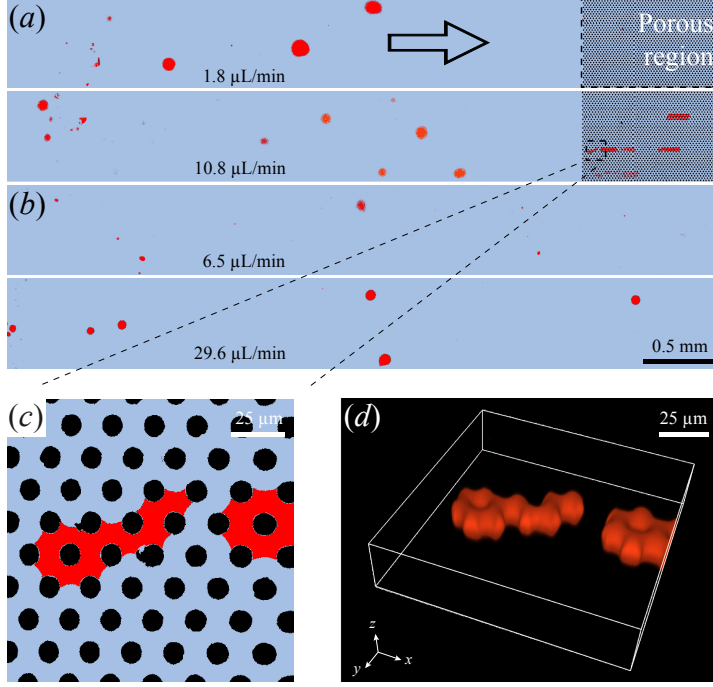 (a)
Porous
region
1.8 µL/min
10.8 µL/min
(b)
6.5 µL/min
29.6 µL/min
0.5 mm
(c)
25 µm
(d)
25 µm
z
y
x